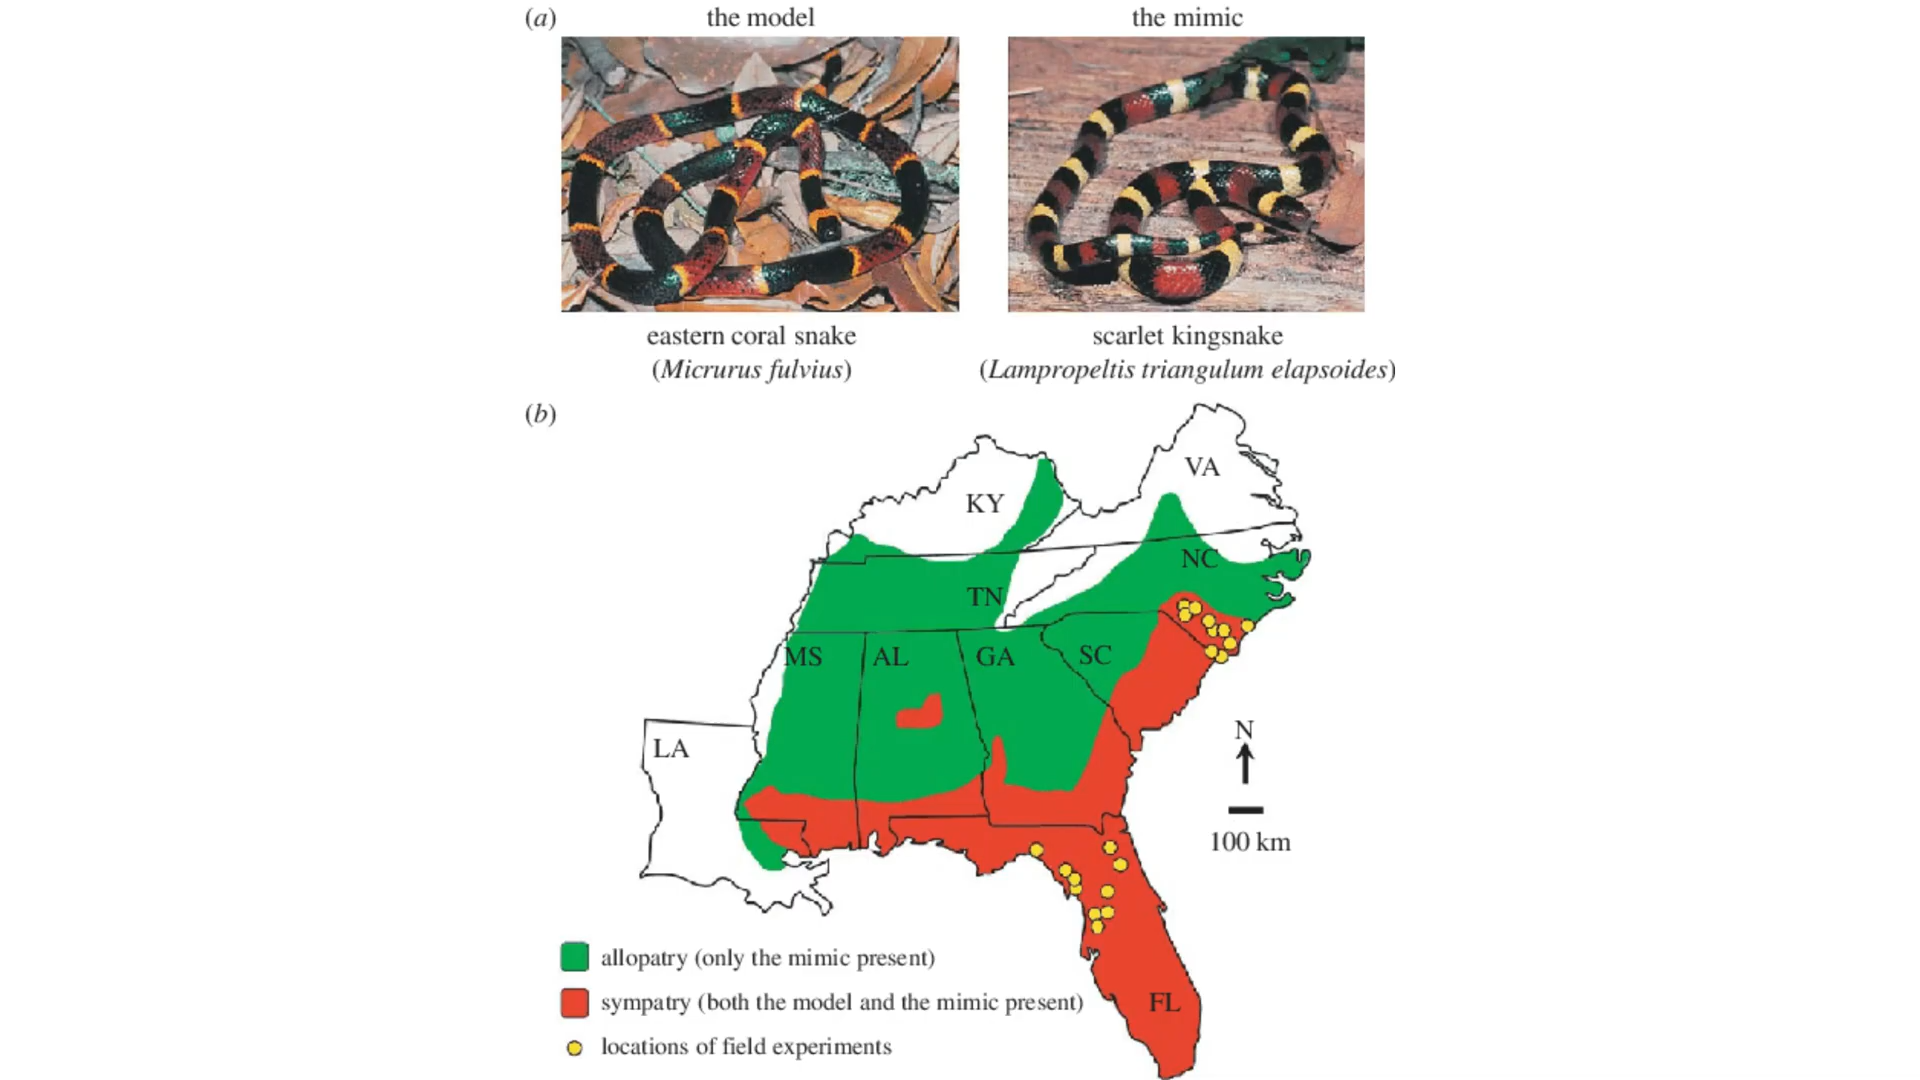 (a) the model the mimic
eastern coral snake scarlet kingsnake
(Micrurus fulvius) (Lampropeltis triangulum elapsoides)
(b)
VA
KY
NC
TN
MS AL GA SC
LA
N
100 km
allopatry (only the mimic present)
sympatry (both the model and the mimic present)
FL
locations of field experiments